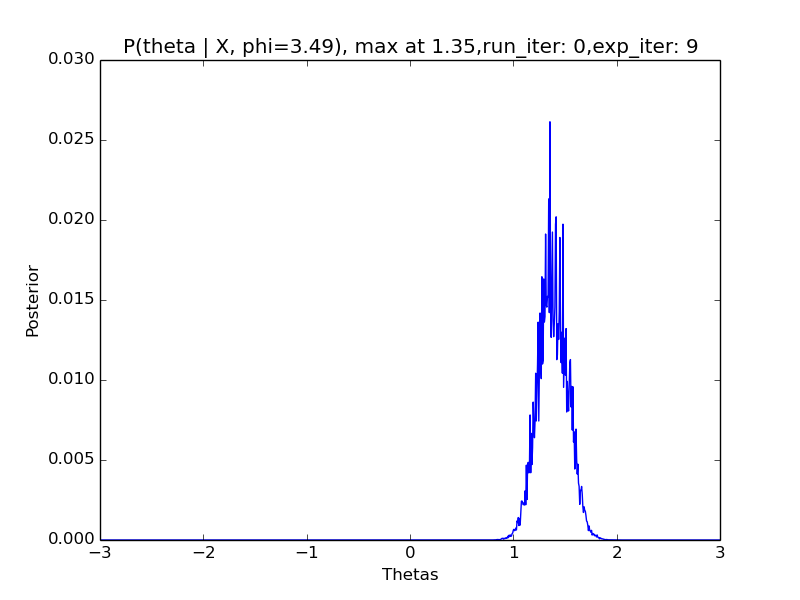 P(theta | X, phi=3.49), max at 1.35,run_iter: 0,exp_iter: 9
0.030
0.025
0.020
0.015
0.010
0.005
0.000
Posterior
−3 −2 −1 0 1 2 3
Thetas